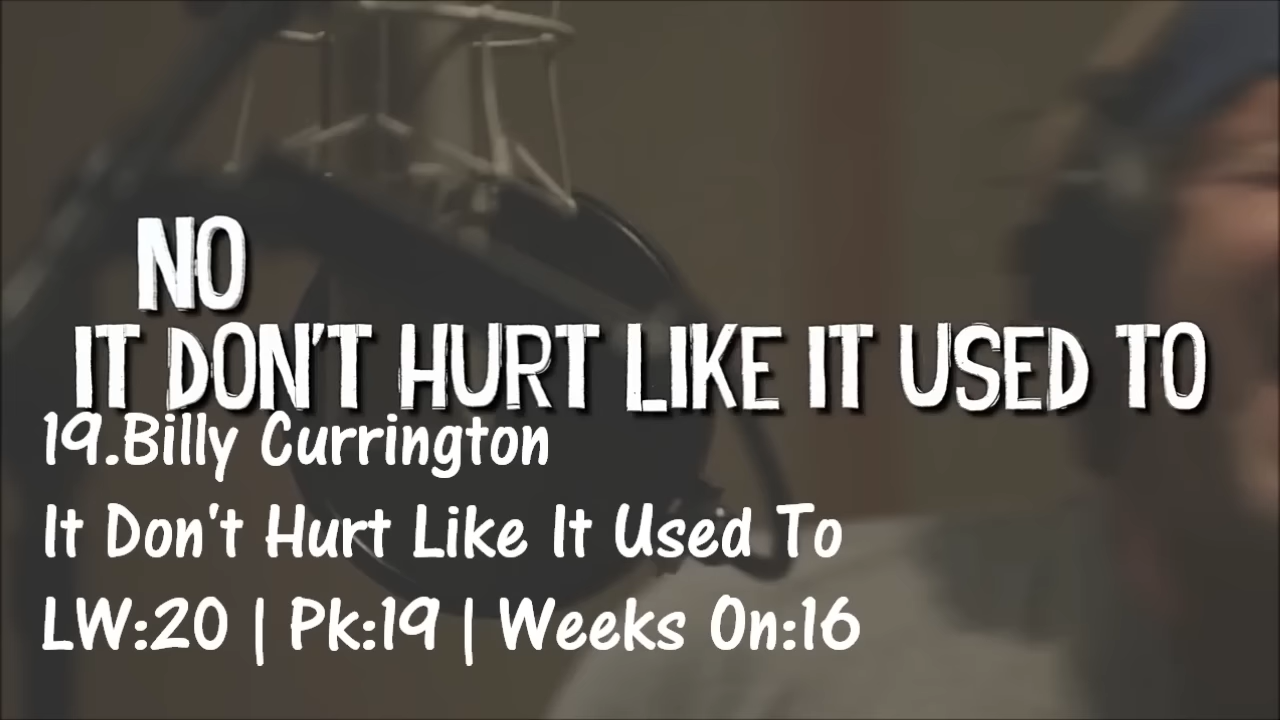 NO
IT DON'T HURT LIKE IT USED TO
19.Billy Currington
It Don't Hurt Like It Used To
LW:20 | Pk:19 | Weeks On:16